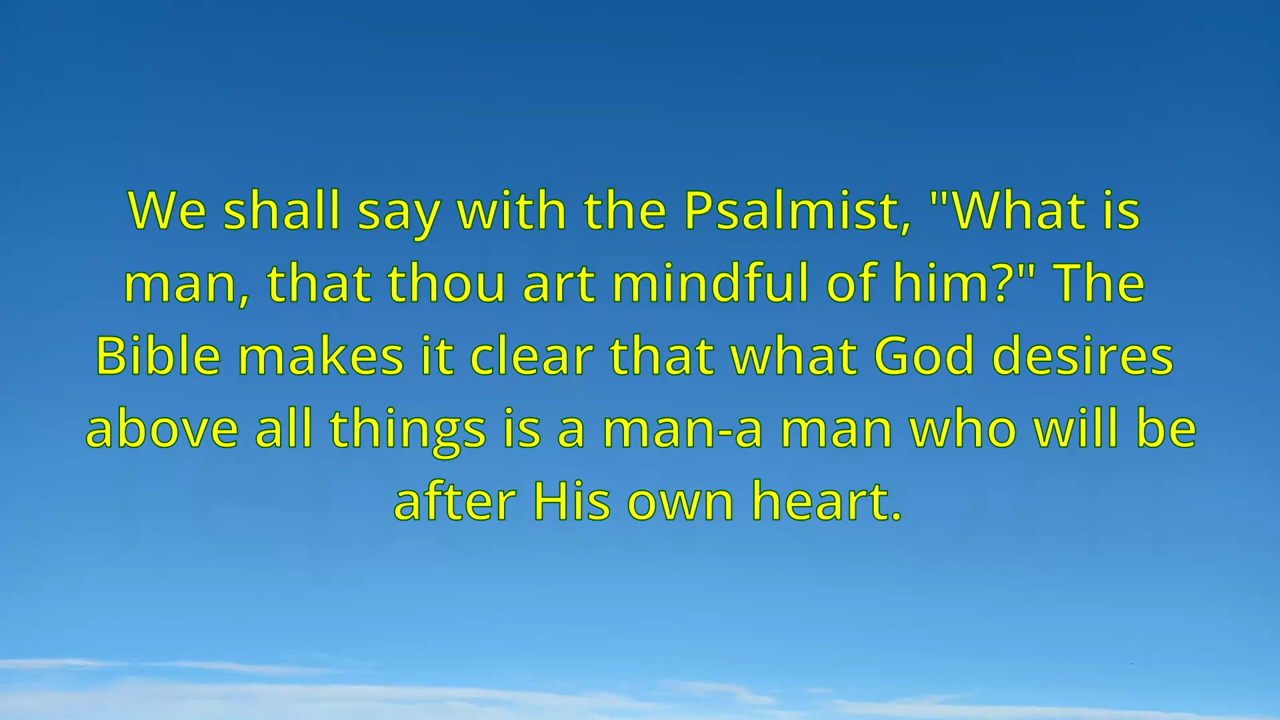 We shall say with the Psalmist, "What is
man, that thou art mindful of him?" The
Bible makes it clear that what God desires
above all things is a man-a man who will be
after His own heart.